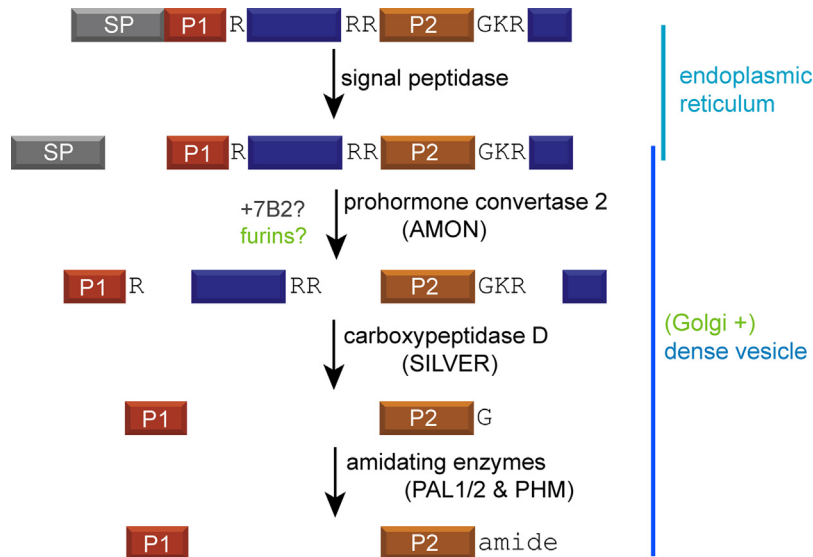 SP P1 R RR P2 GKR
signal peptidase
endoplasmic
reticulum
SP P1 R RR P2 GKR
+7B2?
furins?
prohormone convertase 2
(AMON)
P1 R RR P2 GKR
(Golgi +)
dense vesicle
carboxypeptidase D
(SILVER)
P1 P2 G
amidating enzymes
(PAL1/2 & PHM)
P1 P2 amide